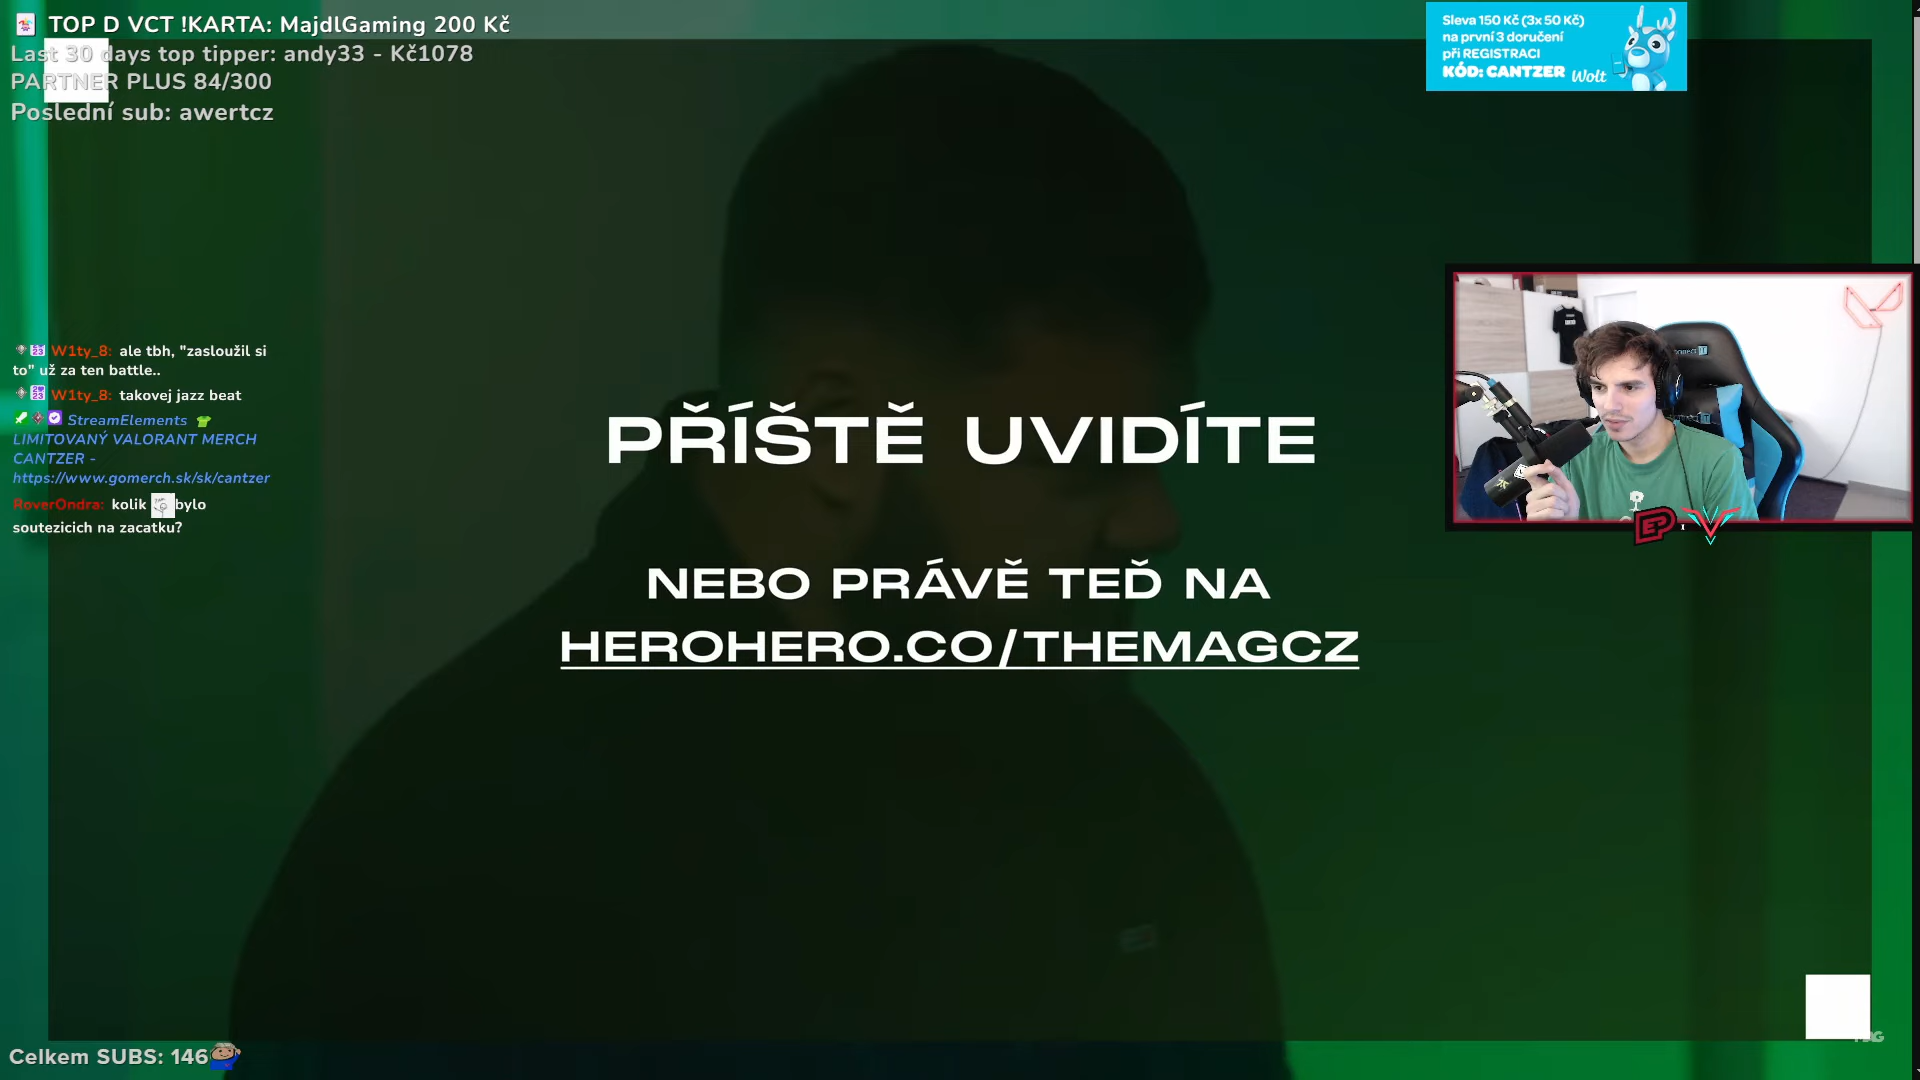 TOP D VCT !KARTA: MajdlGaming 200 Kč
Last 30 days top tipper: andy33 - Kč1078
PARTNER PLUS 84/300
Poslední sub: awertcz
Sleva 150 Kč (3x 50 Kč)
na první 3 doručení
při REGISTRACI
KÓD: CANTZER Wolt
W1ty_8: ale tbh, "zasloužil si
to" už za ten battle..
W1ty_8: takovej jazz beat
StreamElements
LIMITOVANÝ VALORANT MERCH
CANTZER -
https://www.gomerch.sk/sk/cantzer
RoverOndra: kolik bylo
soutezicich na zacatku?
PŘÍŠTĚ UVIDÍTE
NEBO PRÁVĚ TEĎ NA
HEROHERO.CO/THEMAGCZ
EP
Celkem SUBS: 146